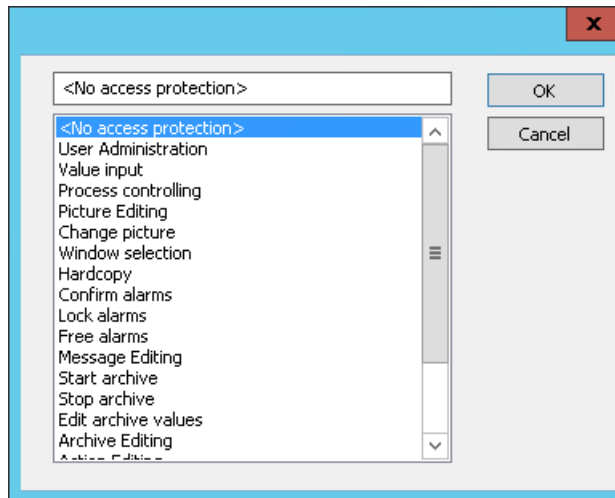 x
<No access protection>
OK
<No access protection>
Cancel
User Administration
Value input
Process controlling
Picture Editing
Change picture
Window selection
Hardcopy
Confirm alarms
Lock alarms
Free alarms
Message Editing
Start archive
Stop archive
Edit archive values
Archive Editing
Action Editing